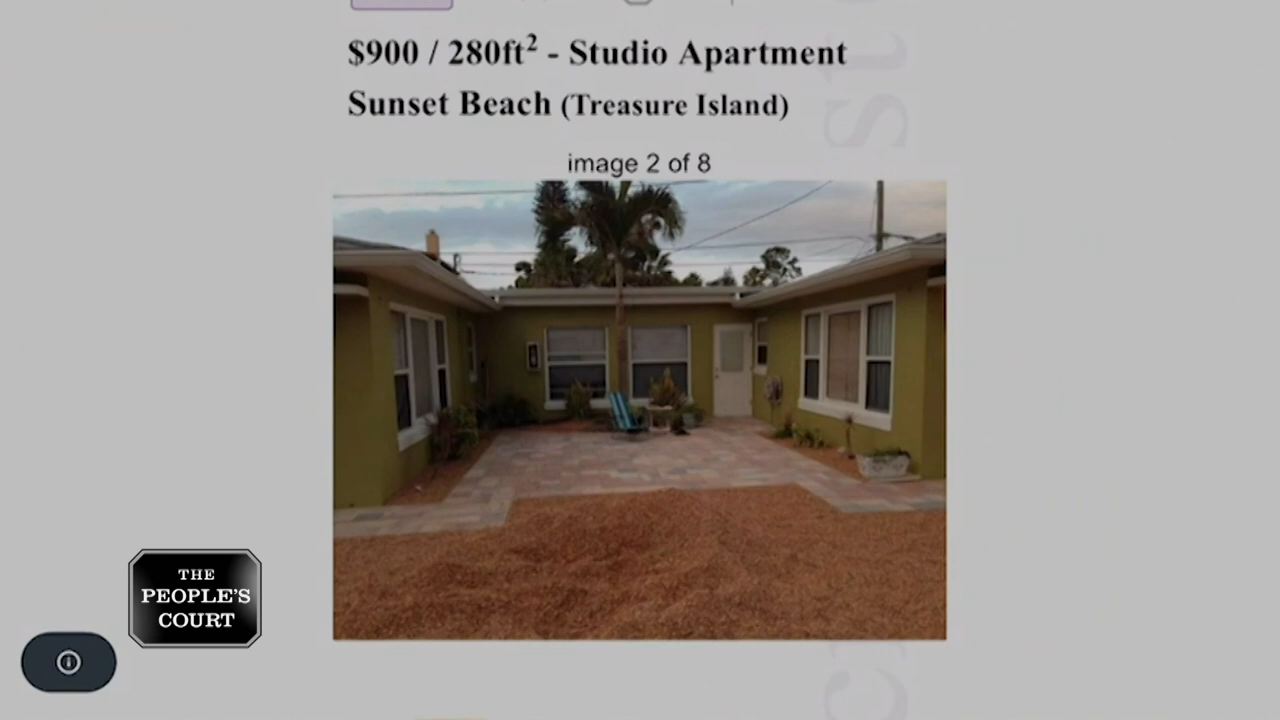 $900 / 280ft² - Studio Apartment
Sunset Beach (Treasure Island)
image 2 of 8
THE
PEOPLE'S
COURT